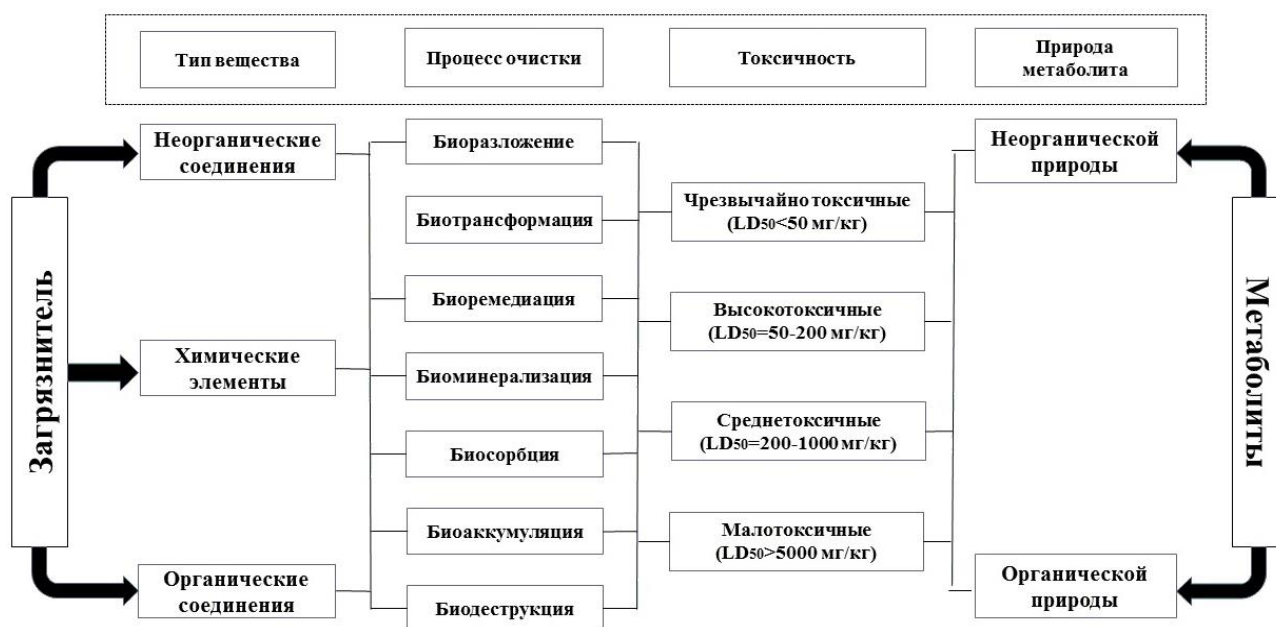 Тип вещества
Процесс очистки
Токсичность
Природа
метаболита
Загрязнитель
Неорганические
соединения
Химические
элементы
Органические
соединения
Биоразложение
Биотрансформация
Биоремедиация
Биоминерализация
Биосорбция
Биоаккумуляция
Биодеструкция
Чрезвычайно токсичные
(LD50<50 мг/кг)
Высокотоксичные
(LD50=50-200 мг/кг)
Среднетоксичные
(LD50=200-1000 мг/кг)
Малотоксичные
(LD50>5000 мг/кг)
Неорганической
природы
Органической
природы
Метаболиты